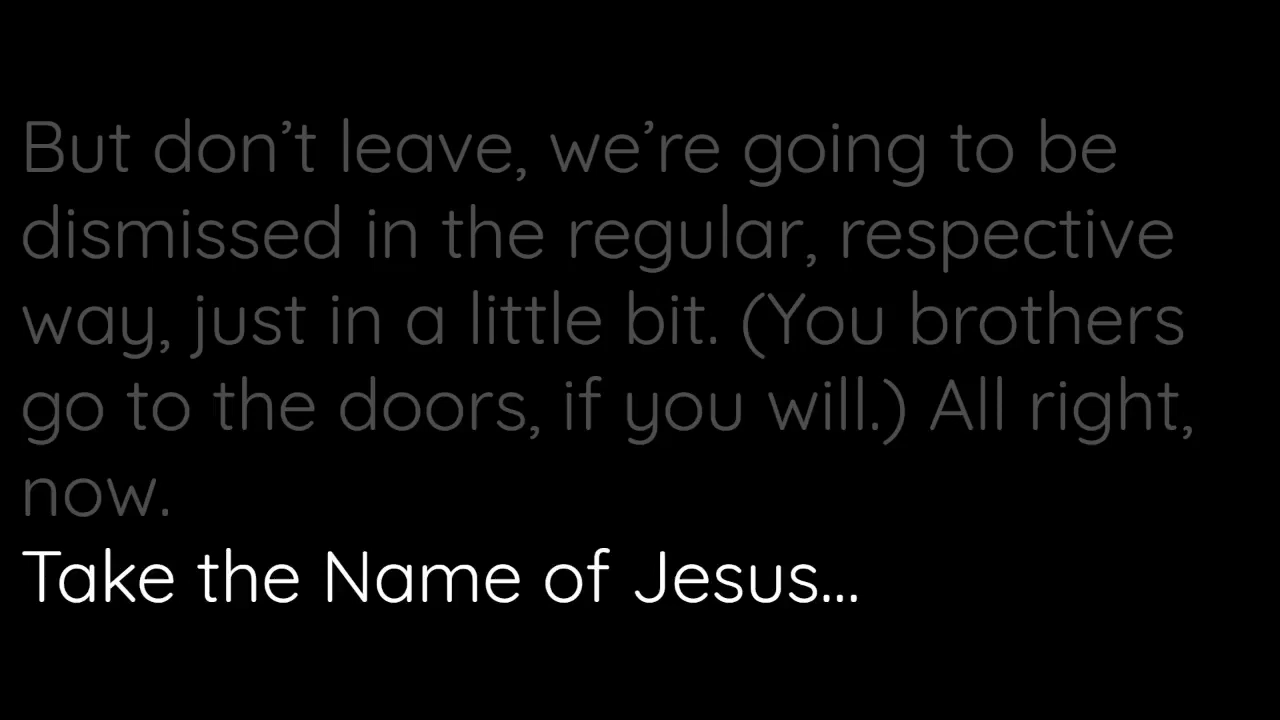 But don’t leave, we’re going to be
dismissed in the regular, respective
way, just in a little bit. (You brothers
go to the doors, if you will.) All right,
now.
Take the Name of Jesus...